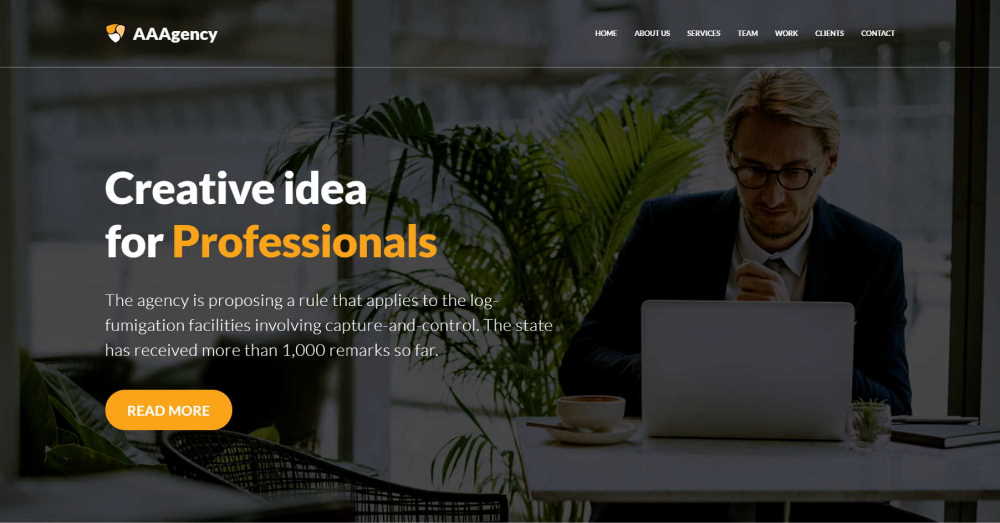 AAAgency
HOME ABOUT US SERVICES TEAM WORK CLIENTS CONTACT
Creative idea
for Professionals
The agency is proposing a rule that applies to the log-
fumigation facilities involving capture-and-control. The state
has received more than 1,000 remarks so far.
READ MORE